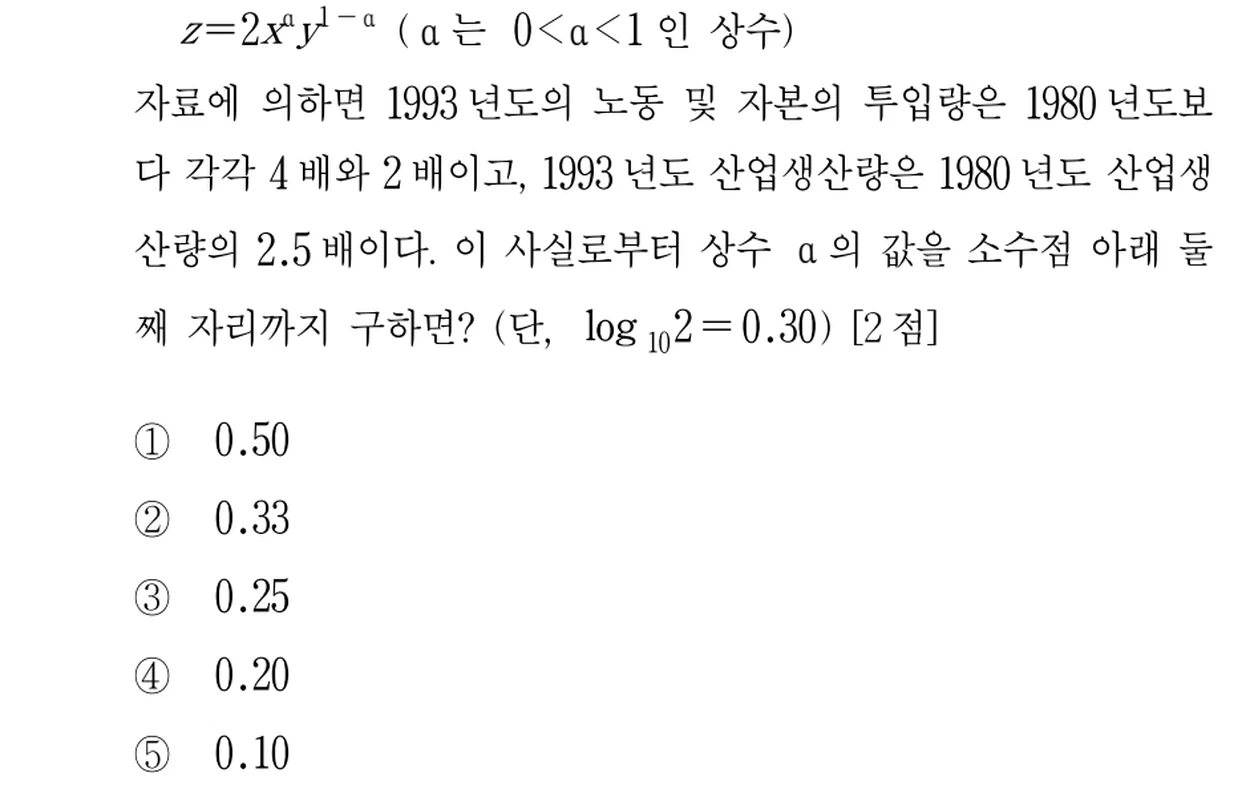 z=2x^α y^(1-α) (α는 0<α<1인 상수)
자료에 의하면 1993년도의 노동 및 자본의 투입량은 1980년도보
다 각각 4배와 2배이고, 1993년도 산업생산량은 1980년도 산업생
산량의 2.5배이다. 이 사실로부터 상수 α의 값을 소수점 아래 둘
째 자리까지 구하면? (단, log₁₀2=0.30) [2점]
① 0.50
② 0.33
③ 0.25
④ 0.20
⑤ 0.10